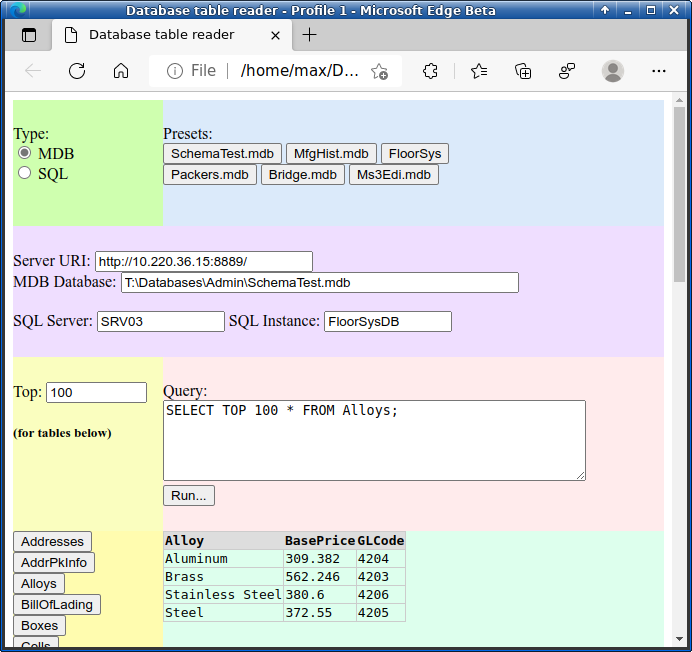 Database table reader - Profile 1 - Microsoft Edge Beta
Database table reader
File | /home/max/D...
Type:
MDB
SQL
Presets:
SchemaTest.mdb MfgHist.mdb FloorSys
Packers.mdb Bridge.mdb Ms3Edi.mdb
Server URI: http://10.220.36.15:8889/
MDB Database: T:\Databases\Admin\SchemaTest.mdb
SQL Server: SRV03 SQL Instance: FloorSysDB
Top: 100
(for tables below)
Query:
SELECT TOP 100 * FROM Alloys;
Run...
Addresses
AddrPkInfo
Alloys
BillOfLading
Boxes
Cells
Alloy BasePrice GLCode
Aluminum 309.382 4204
Brass 562.246 4203
Stainless Steel 380.6 4206
Steel 372.55 4205